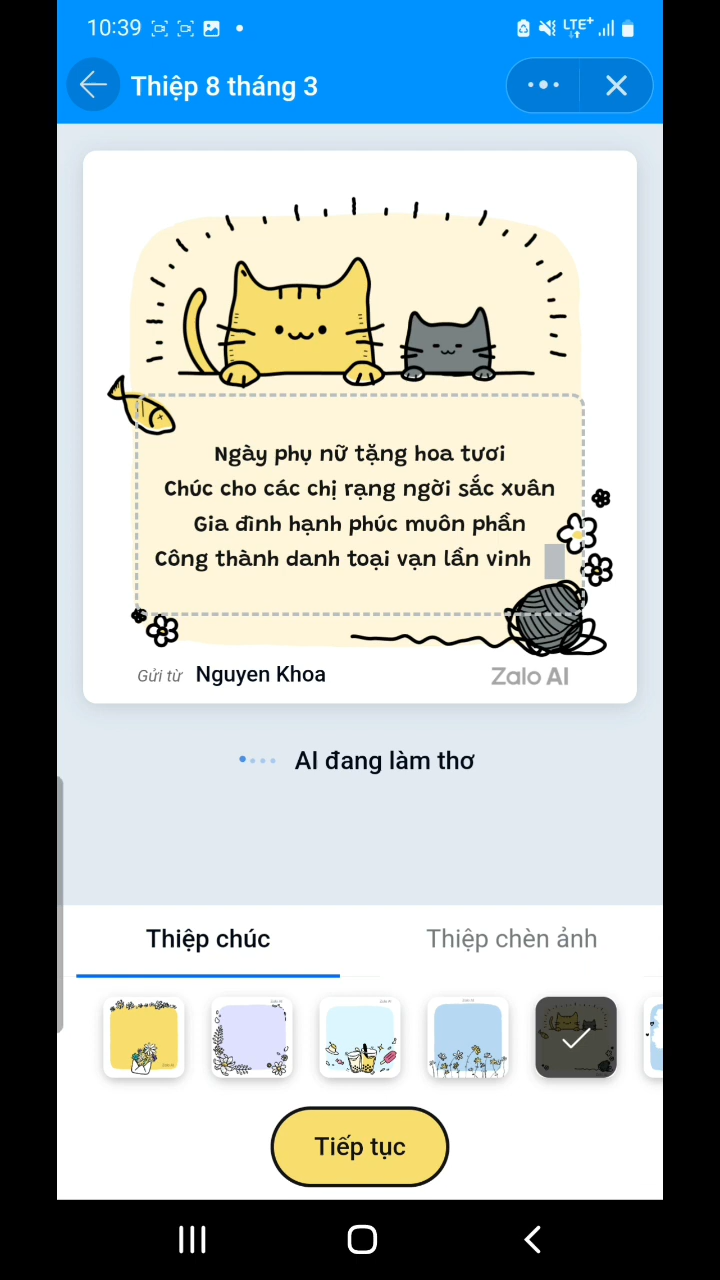 10:39
LTE+
Thiệp 8 tháng 3
Ngày phụ nữ tặng hoa tươi
Chúc cho các chị rạng ngời sắc xuân
Gia đình hạnh phúc muôn phần
Công thành danh toại vạn lần vinh
Gửi từ Nguyen Khoa
Zalo AI
AI đang làm thơ
Thiệp chúc
Thiệp chèn ảnh
Tiếp tục